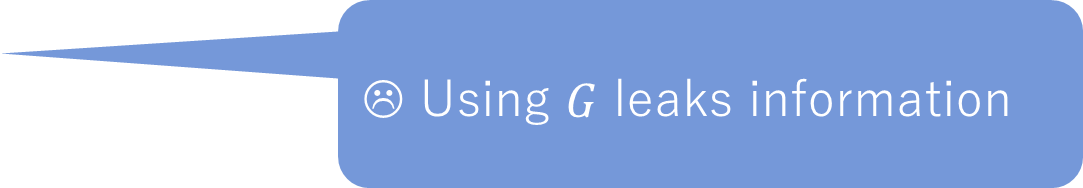 ☹ Using G leaks information